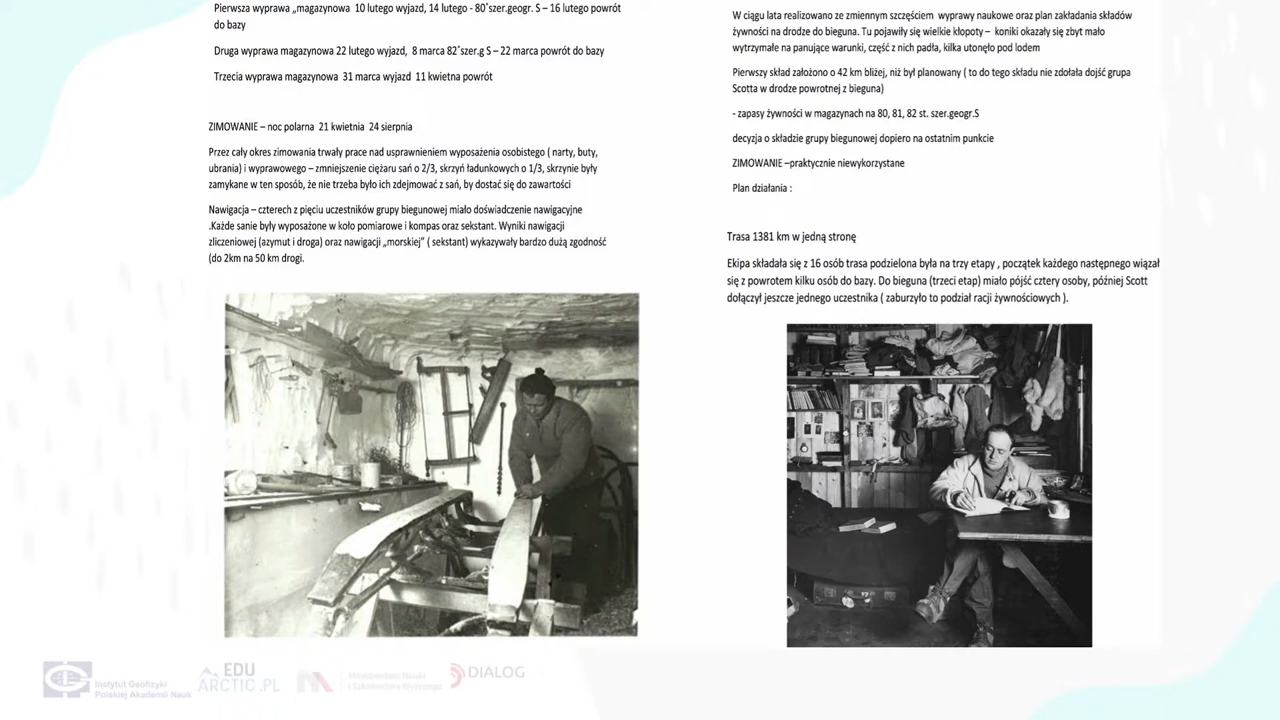 Pierwsza wyprawa „magazynowa 10 lutego wyjazd, 14 lutego - 80˚szer.geogr. S – 16 lutego powrót
do bazy
Druga wyprawa magazynowa 22 lutego wyjazd, 8 marca 82˚szer.g S – 22 marca powrót do bazy
Trzecia wyprawa magazynowa 31 marca wyjazd 11 kwietna powrót
ZIMOWANIE – noc polarna 21 kwietnia 24 sierpnia
Przez cały okres zimowania trwały prace nad usprawnieniem wyposażenia osobistego ( narty, buty,
ubrania) i wyprawowego – zmniejszenie ciężaru sań o 2/3, skrzyń ładunkowych o 1/3, skrzynie były
zamykane w ten sposób, że nie trzeba było ich zdejmować z sań, by dostać się do zawartości
Nawigacja – czterech z pięciu uczestników grupy biegunowej miało doświadczenie nawigacyjne
.Każde sanie były wyposażone w koło pomiarowe i kompas oraz sekstant. Wyniki nawigacji
zliczeniowej (azymut i droga) oraz nawigacji „morskiej” ( sekstant) wykazywały bardzo dużą zgodność
(do 2km na 50 km drogi.
W ciągu lata realizowano ze zmiennym szczęściem wyprawy naukowe oraz plan zakładania składów
żywności na drodze do bieguna. Tu pojawiły się wielkie kłopoty – koniki okazały się zbyt mało
wytrzymałe na panujące warunki, część z nich padła, kilka utonęło pod lodem
Pierwszy skład założono o 42 km bliżej, niż był planowany ( to do tego składu nie zdołała dojść grupa
Scotta w drodze powrotnej z bieguna)
- zapasy żywności w magazynach na 80, 81, 82 st. szer.geogr.S
decyzja o składzie grupy biegunowej dopiero na ostatnim punkcie
ZIMOWANIE –praktycznie niewykorzystane
Plan działania :
Trasa 1381 km w jedną stronę
Ekipa składała się z 16 osób trasa podzielona była na trzy etapy , początek każdego następnego wiązał
się z powrotem kilku osób do bazy. Do bieguna (trzeci etap) miało pójść cztery osoby, później Scott
dołączył jeszcze jednego uczestnika ( zaburzyło to podział racji żywnościowych ).
Instytut Geofizyki
Polskiej Akademii Nauk
EDU
ARCTIC.PL
Ministerstwo Nauki
i Szkolnictwa Wyższego
DIALOG